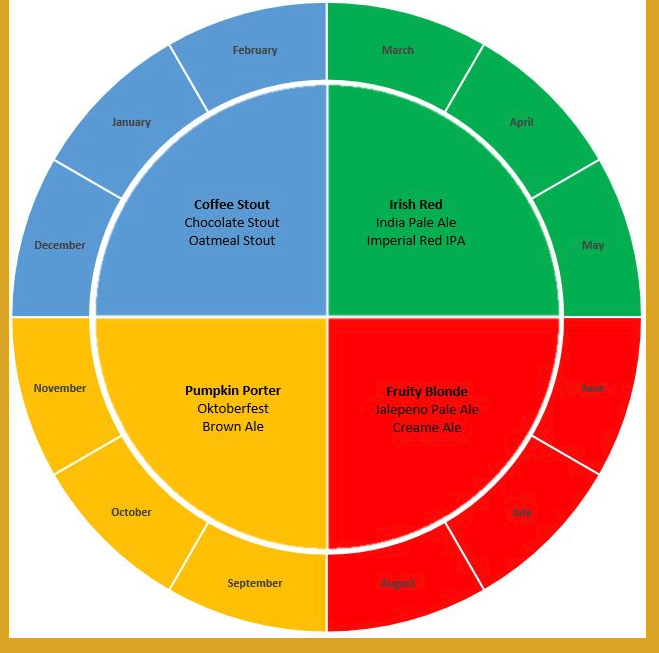 February
March
January
April
December
May
Coffee Stout
Chocolate Stout
Oatmeal Stout
Irish Red
India Pale Ale
Imperial Red IPA
Pumpkin Porter
Oktoberfest
Brown Ale
Fruity Blonde
Jalepeno Pale Ale
Creame Ale
November
June
October
July
September
August